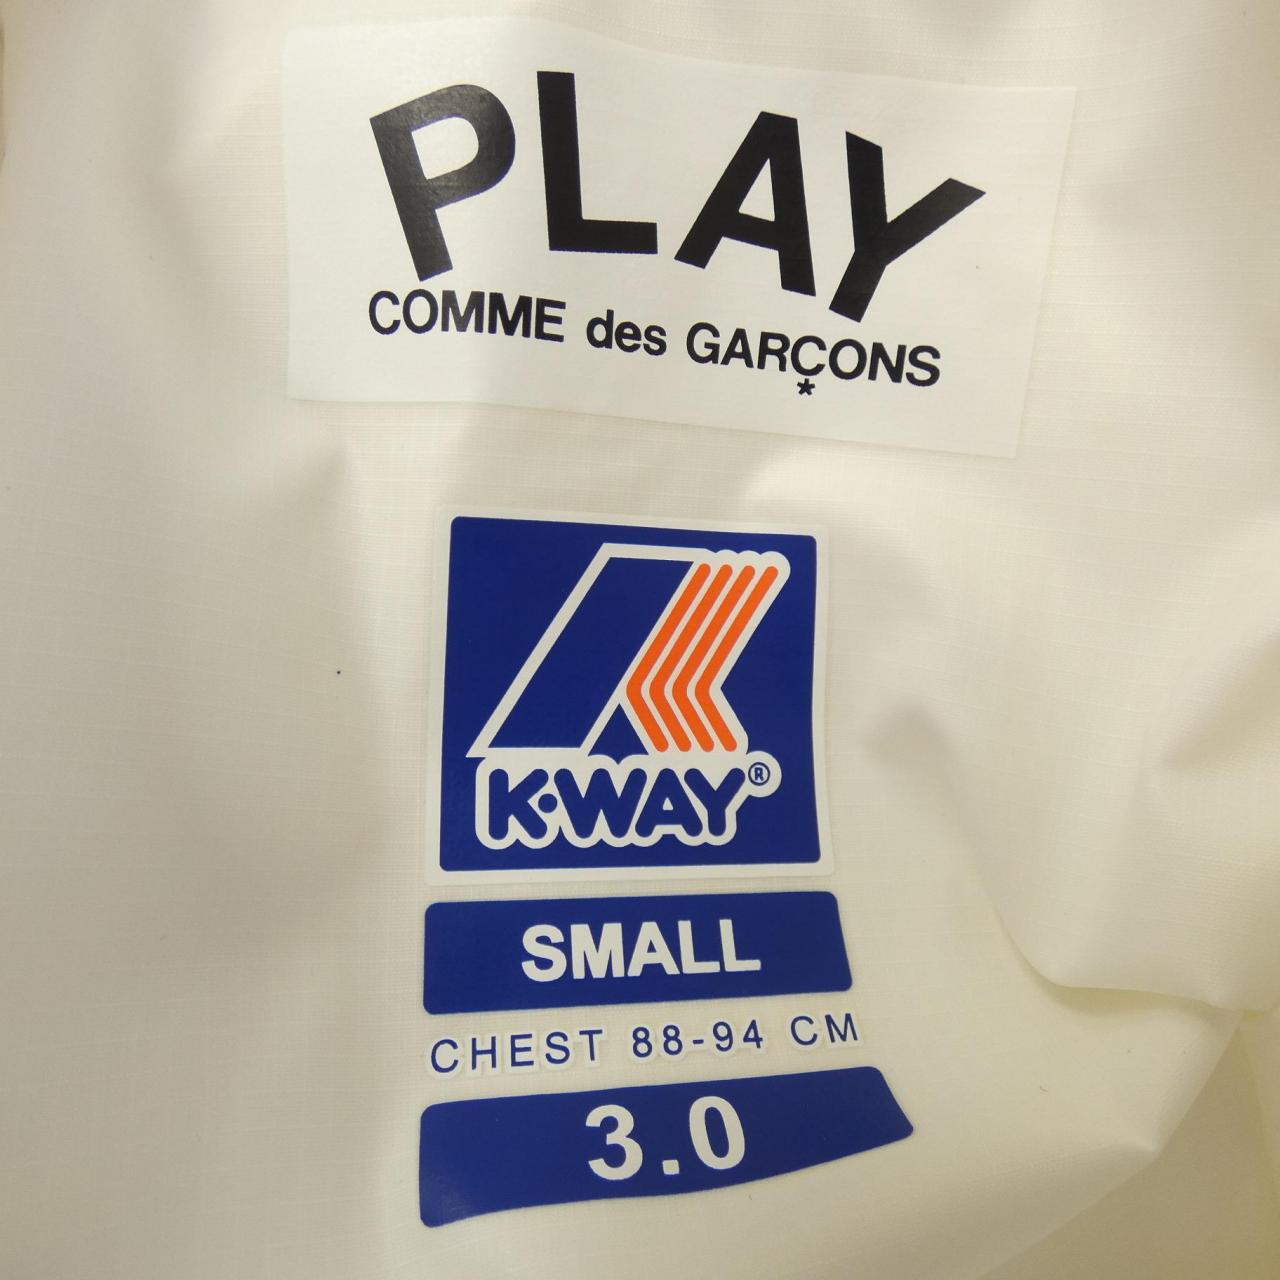 PLAY
COMME des GARÇONS
*
K·WAY®
SMALL
CHEST 88-94 CM
3.0